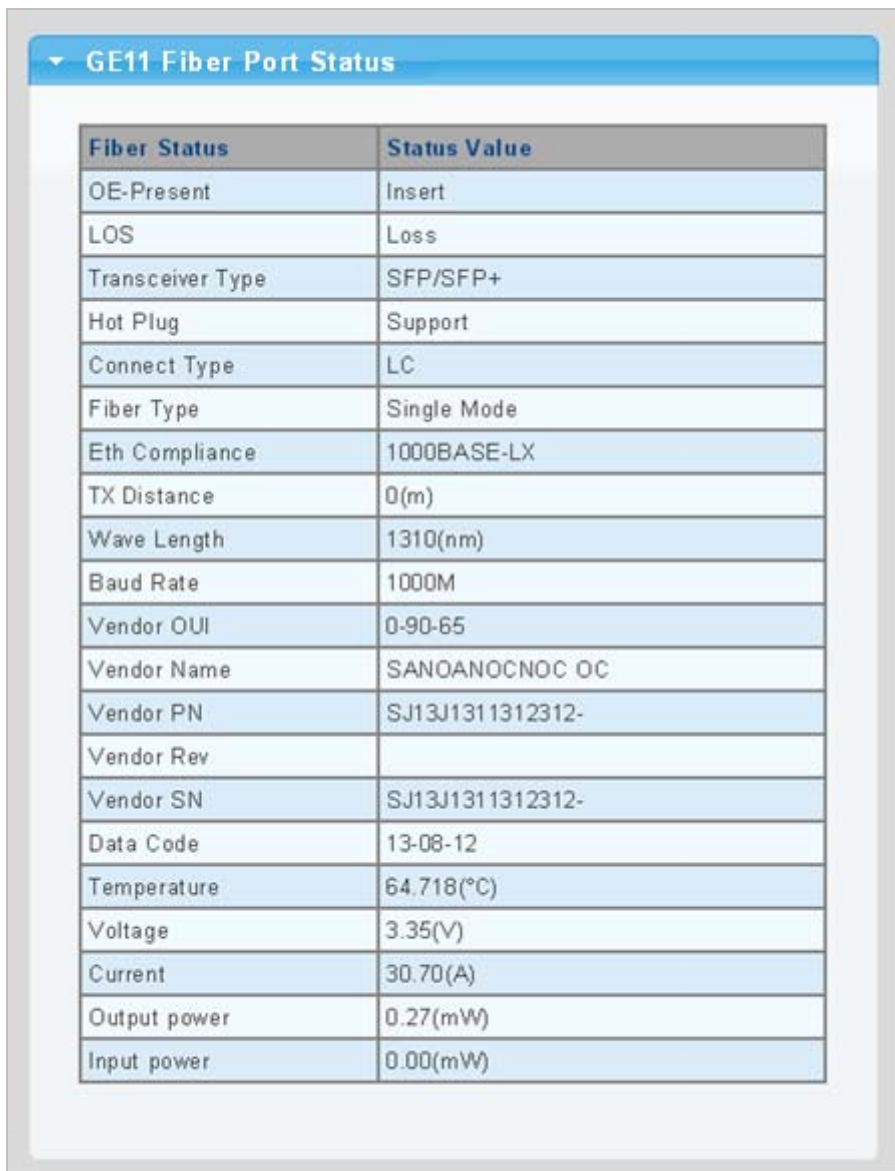 GE11 Fiber Port Status
Fiber Status Status Value
OE-Present Insert
LOS Loss
Transceiver Type SFP/SFP+
Hot Plug Support
Connect Type LC
Fiber Type Single Mode
Eth Compliance 1000BASE-LX
TX Distance 0(m)
Wave Length 1310(nm)
Baud Rate 1000M
Vendor OUI 0-90-65
Vendor Name SANOANOCNOC OC
Vendor PN SJ13J1311312312-
Vendor Rev
Vendor SN SJ13J1311312312-
Data Code 13-08-12
Temperature 64.718(°C)
Voltage 3.35(V)
Current 30.70(A)
Output power 0.27(mW)
Input power 0.00(mW)